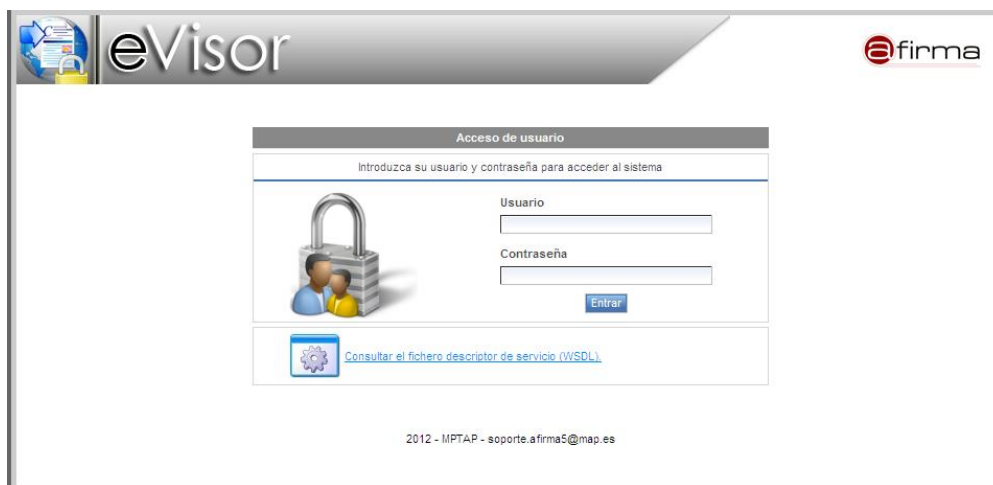 eVisor
@firma
Acceso de usuario
Introduzca su usuario y contraseña para acceder al sistema
Usuario
Contraseña
Entrar
Consultar el fichero descriptor de servicio (WSDL).
2012 - MPTAP - soporte.afirma5@map.es